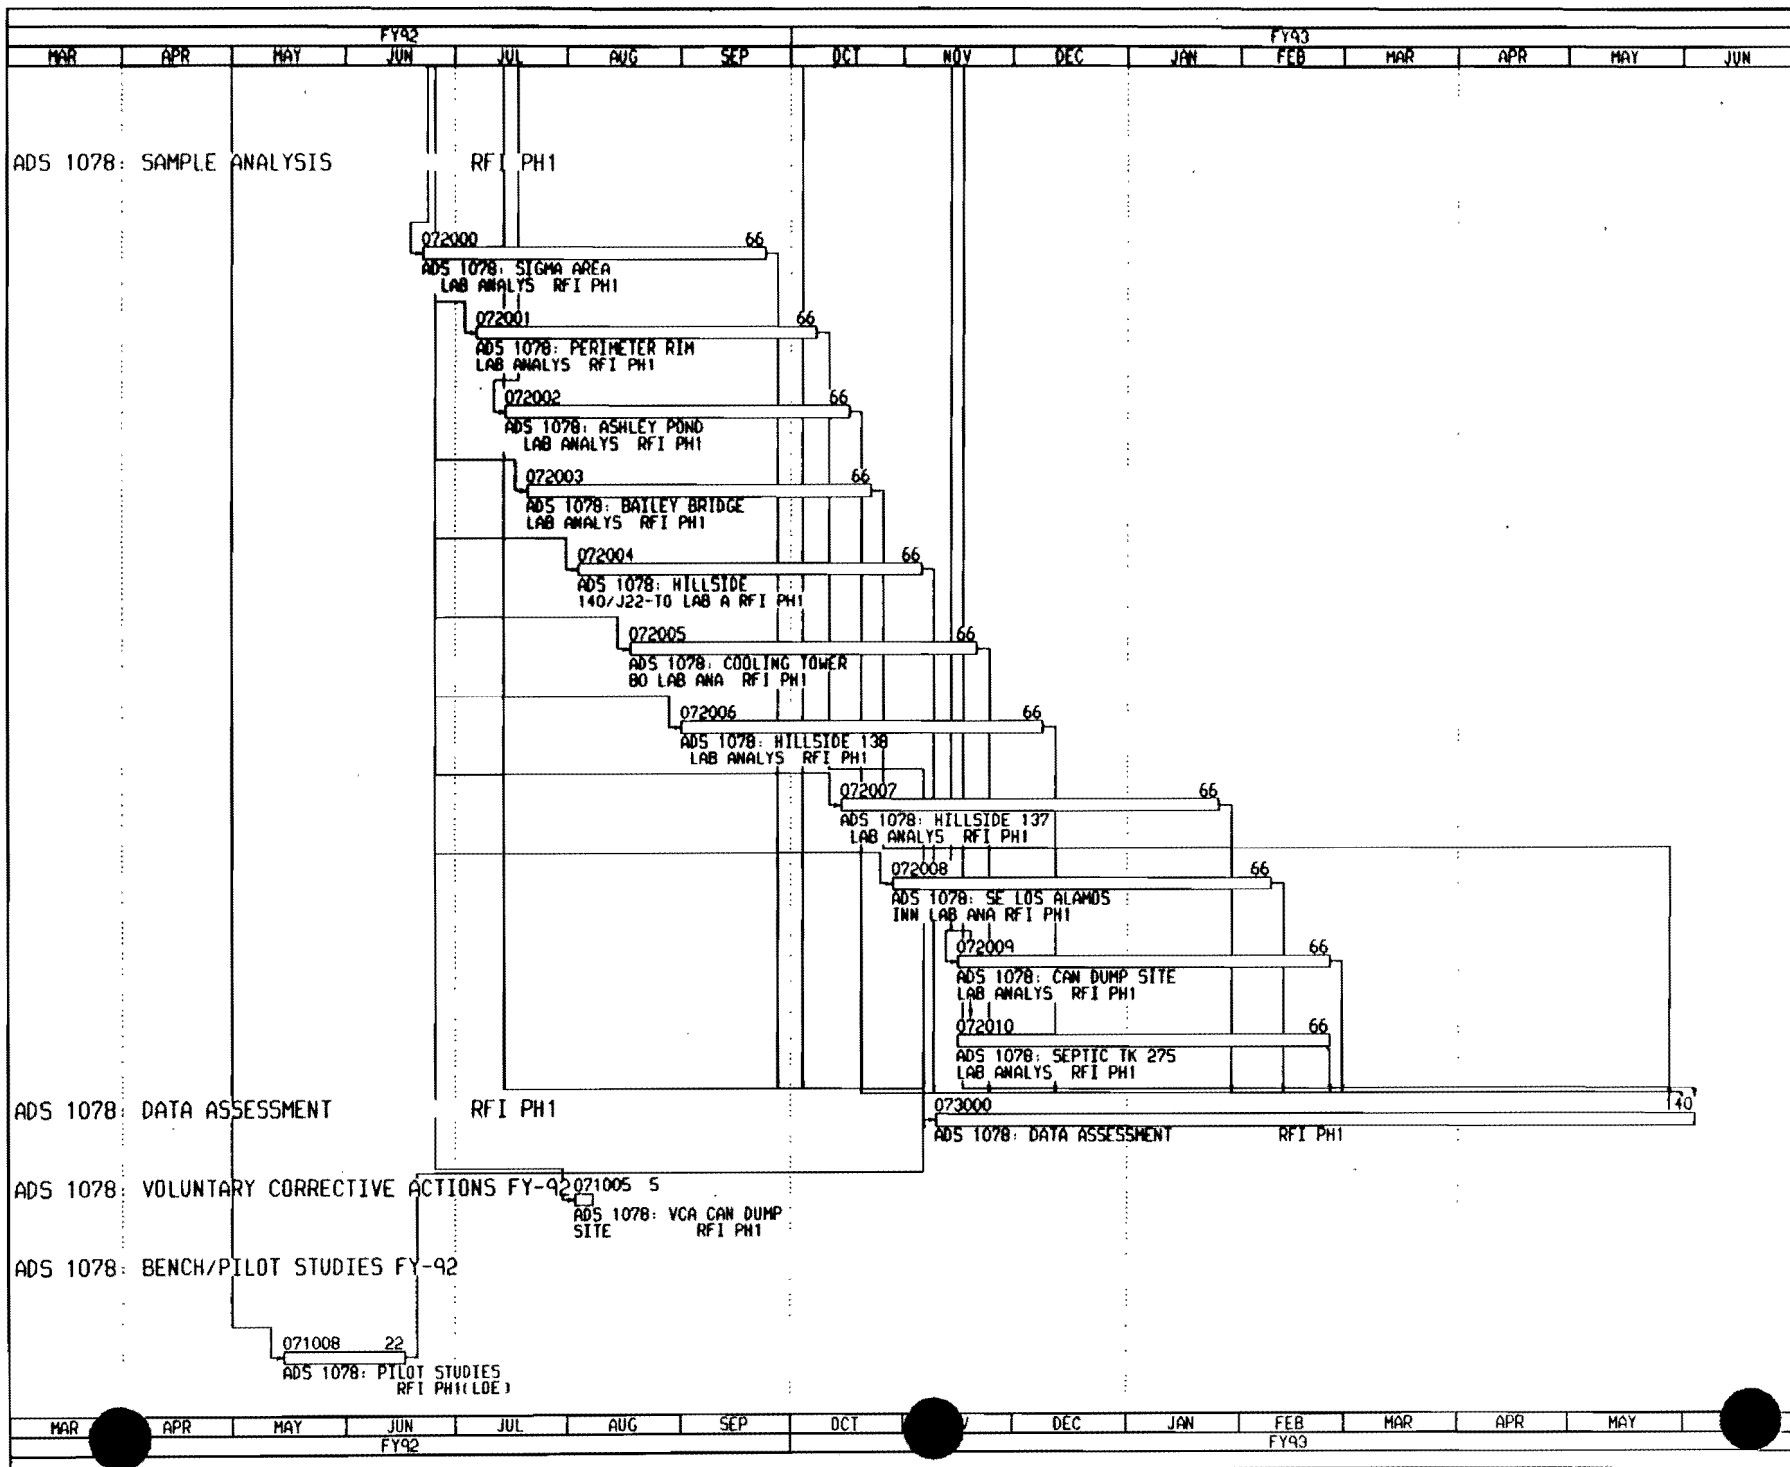 FY92 FY93
MAR APR MAY JUN JUL AUG SEP OCT NOV DEC JAN FEB MAR APR MAY JUN
ADS 1078: SAMPLE ANALYSIS RFI PH1
072000 66
ADS 1078: SIGMA AREA
LAB ANALYS RFI PH1
072001 66
ADS 1078: PERIMETER RIM
LAB ANALYS RFI PH1
072002 66
ADS 1078: ASHLEY POND
LAB ANALYS RFI PH1
072003 66
ADS 1078: BAILEY BRIDGE
LAB ANALYS RFI PH1
072004 66
ADS 1078: HILLSIDE
140/J22-TO LAB A RFI PH1
072005 66
ADS 1078: COOLING TOWER
BO LAB ANA RFI PH1
072006 66
ADS 1078: HILLSIDE 138
LAB ANALYS RFI PH1
072007 66
ADS 1078: HILLSIDE 137
LAB ANALYS RFI PH1
072008 66
ADS 1078: SE LOS ALAMOS
INN LAB ANA RFI PH1
072009 66
ADS 1078: CAN DUMP SITE
LAB ANALYS RFI PH1
072010 66
ADS 1078: SEPTIC TK 275
LAB ANALYS RFI PH1
ADS 1078: DATA ASSESSMENT RFI PH1
073000 140
ADS 1078: DATA ASSESSMENT RFI PH1
ADS 1078: VOLUNTARY CORRECTIVE ACTIONS FY-92
071005 5
ADS 1078: VCA CAN DUMP
SITE RFI PH1
ADS 1078: BENCH/PILOT STUDIES FY-92
071008 22
ADS 1078: PILOT STUDIES
RFI PH1(LOE)
MAR APR MAY JUN JUL AUG SEP OCT DEC JAN FEB MAR APR MAY
FY92 FY93